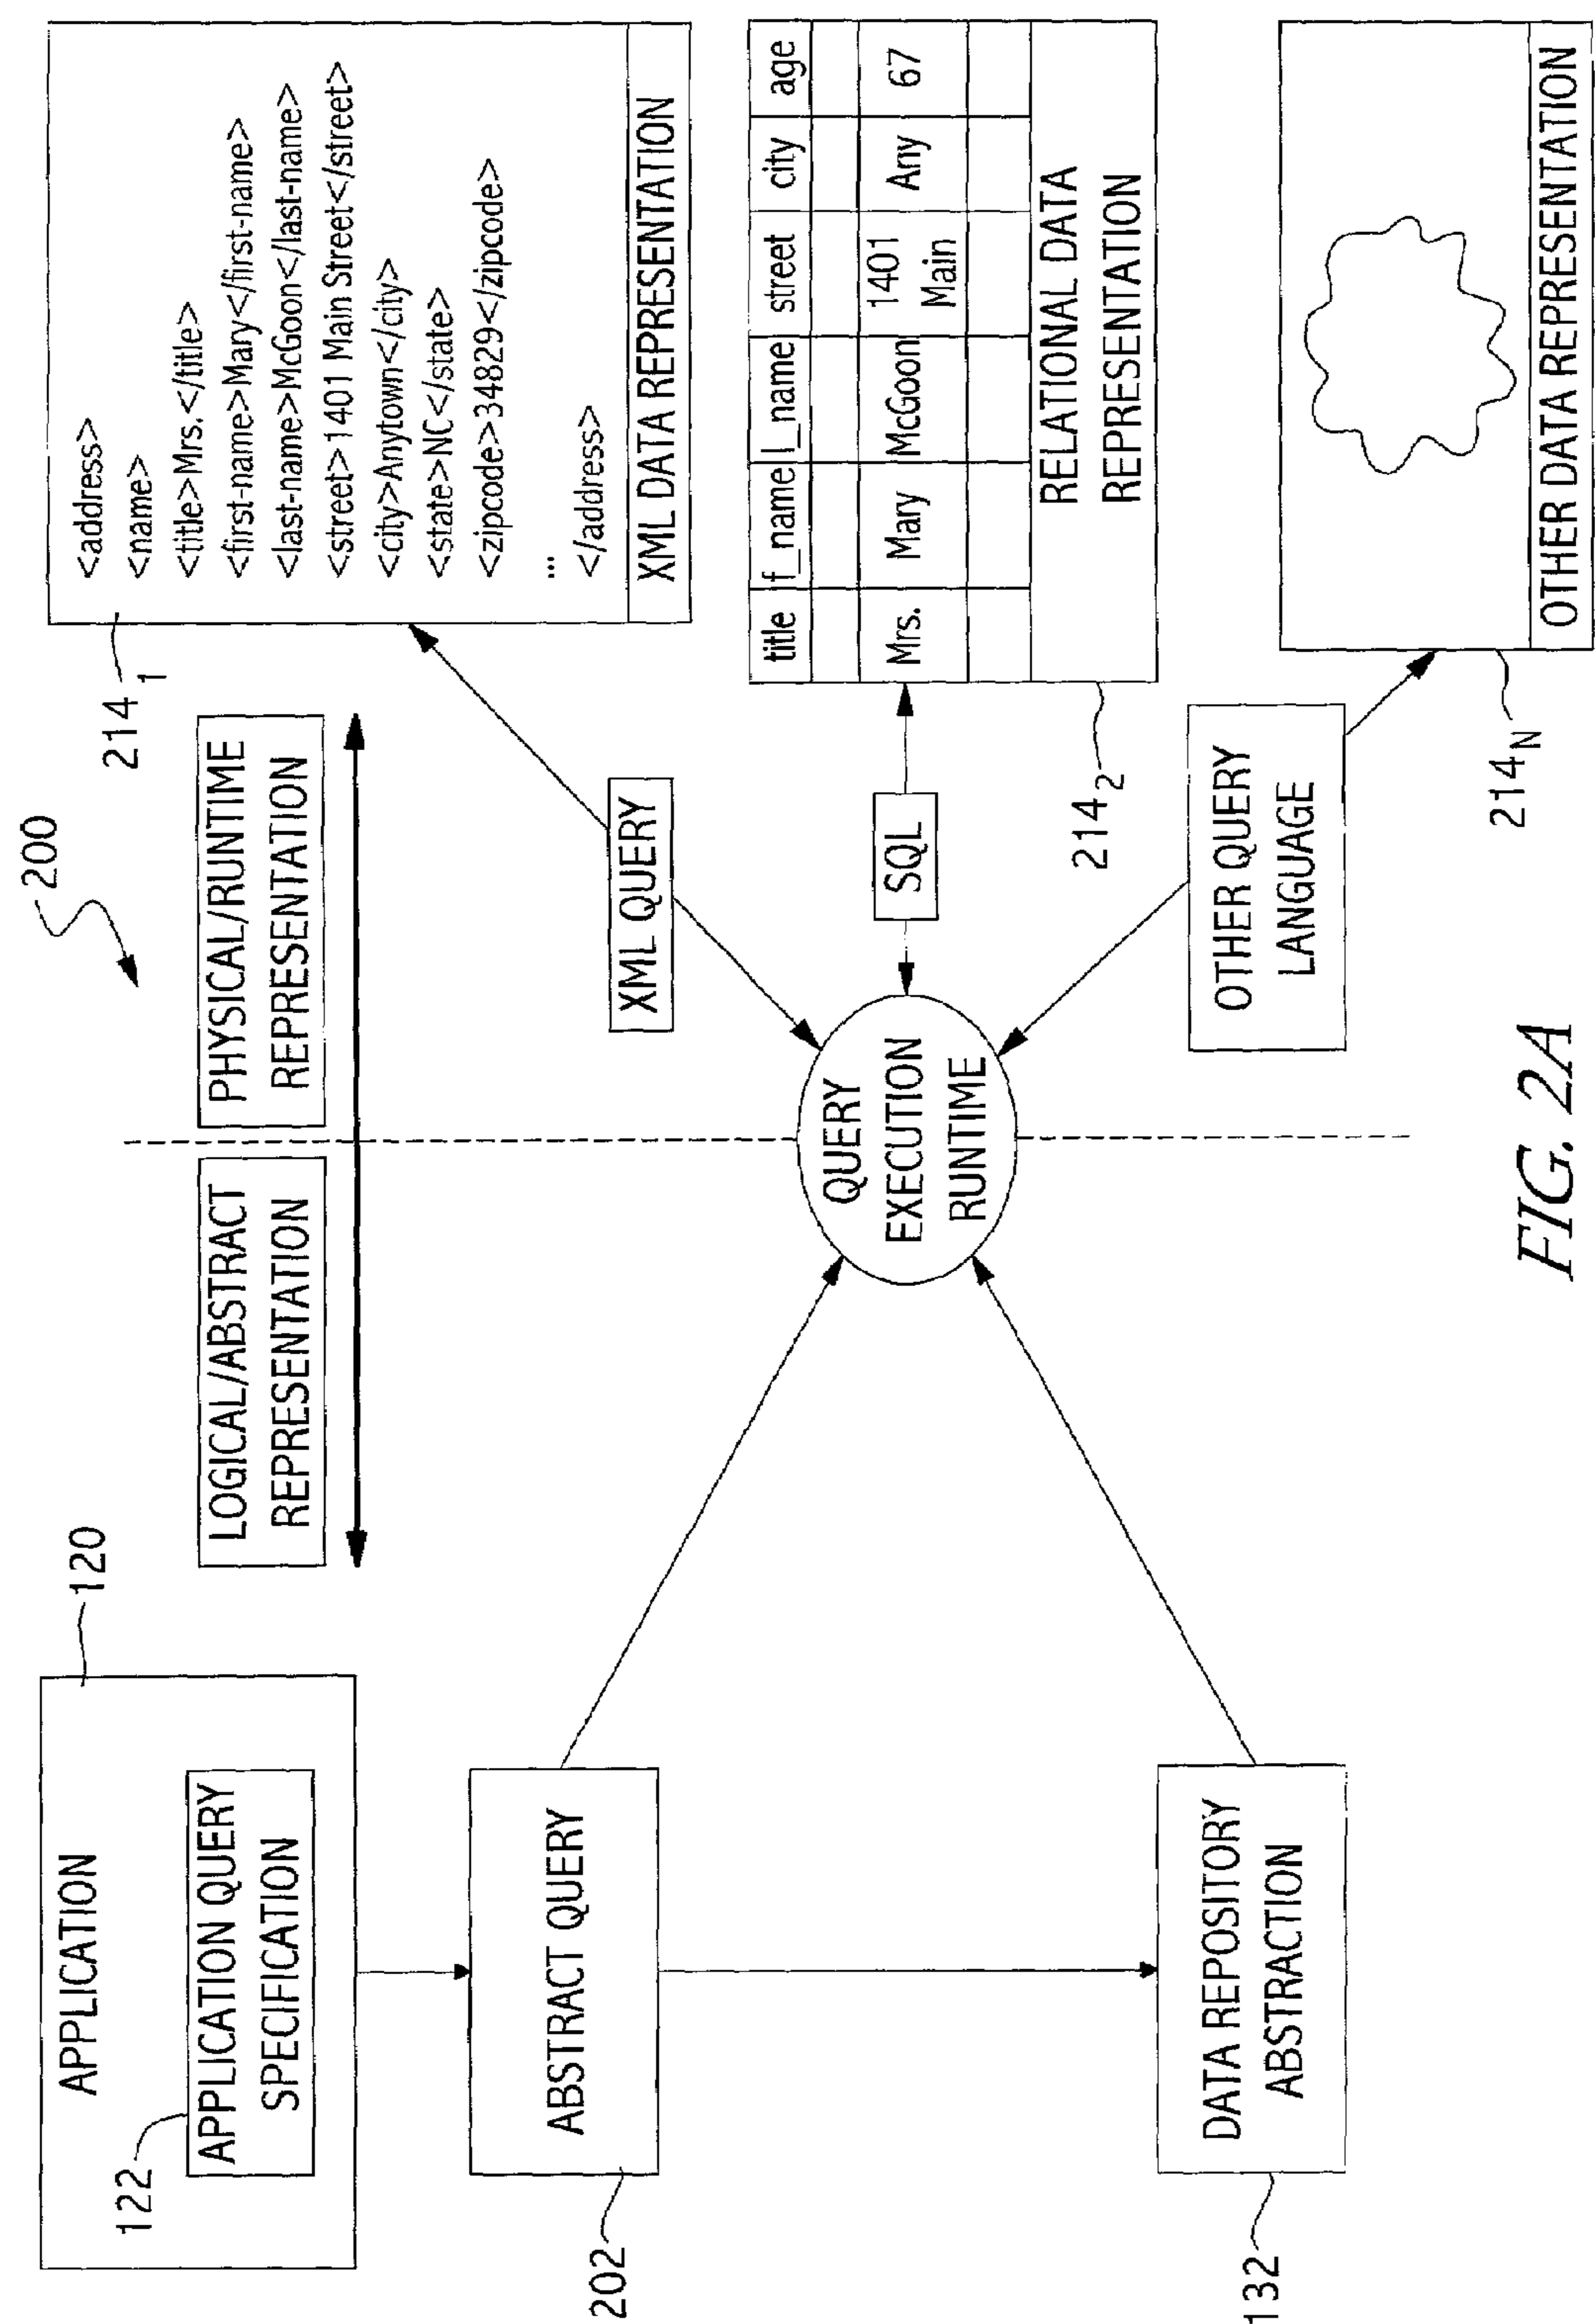 200
APPLICATION
120
122
APPLICATION QUERY
SPECIFICATION
LOGICAL/ABSTRACT
REPRESENTATION
PHYSICAL/RUNTIME
REPRESENTATION
214 1
<address>
<name>
<title>Mrs.</title>
<first-name>Mary</first-name>
<last-name>McGoon</last-name>
<street>1401 Main Street</street>
<city>Anytown</city>
<state>NC</state>
<zipcode>34829</zipcode>
...
</address>
XML DATA REPRESENTATION
ABSTRACT QUERY
202
XML QUERY
QUERY
EXECUTION
RUNTIME
SQL
title f_name l_name street city age
Mrs. Mary McGoon 1401 Main Any 67
RELATIONAL DATA
REPRESENTATION
214 2
DATA REPOSITORY
ABSTRACTION
132
OTHER QUERY
LANGUAGE
OTHER DATA REPRESENTATION
214 N
FIG. 2A